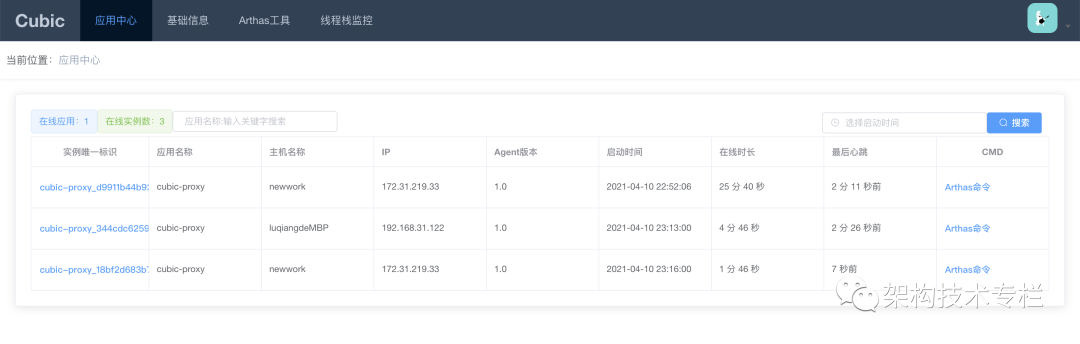 Cubic 应用中心 基础信息 Arthas工具 线程栈监控
当前位置： 应用中心
在线应用：1 在线实例数：3 应用名称:输入关键字搜索 选择启动时间 搜索
实例唯一标识 应用名称 主机名称 IP Agent版本 启动时间 在线时长 最后心跳 CMD
cubic-proxy_d9911b44b92 cubic-proxy newwork 172.31.219.33 1.0 2021-04-10 22:52:06 25 分 40 秒 2 分 11 秒前 Arthas命令
cubic-proxy_344cdc6259 cubic-proxy luqiangdeMBP 192.168.31.122 1.0 2021-04-10 23:13:00 4 分 46 秒 2 分 26 秒前 Arthas命令
cubic-proxy_18bf2d683b7 cubic-proxy newwork 172.31.219.33 1.0 2021-04-10 23:16:00 1 分 46 秒 7 秒前 Arthas命令
架构技术专栏